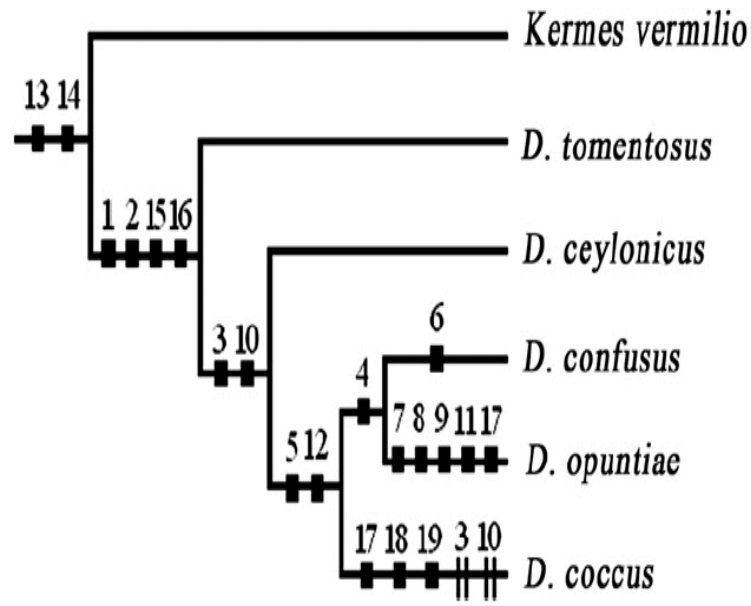 Kermes vermilio
13 14
D. tomentosus
1 2 15 16
D. ceylonicus
3 10
6
D. confusus
4
7 8 9 11 17
D. opuntiae
5 12
17 18 19 3 10
D. coccus